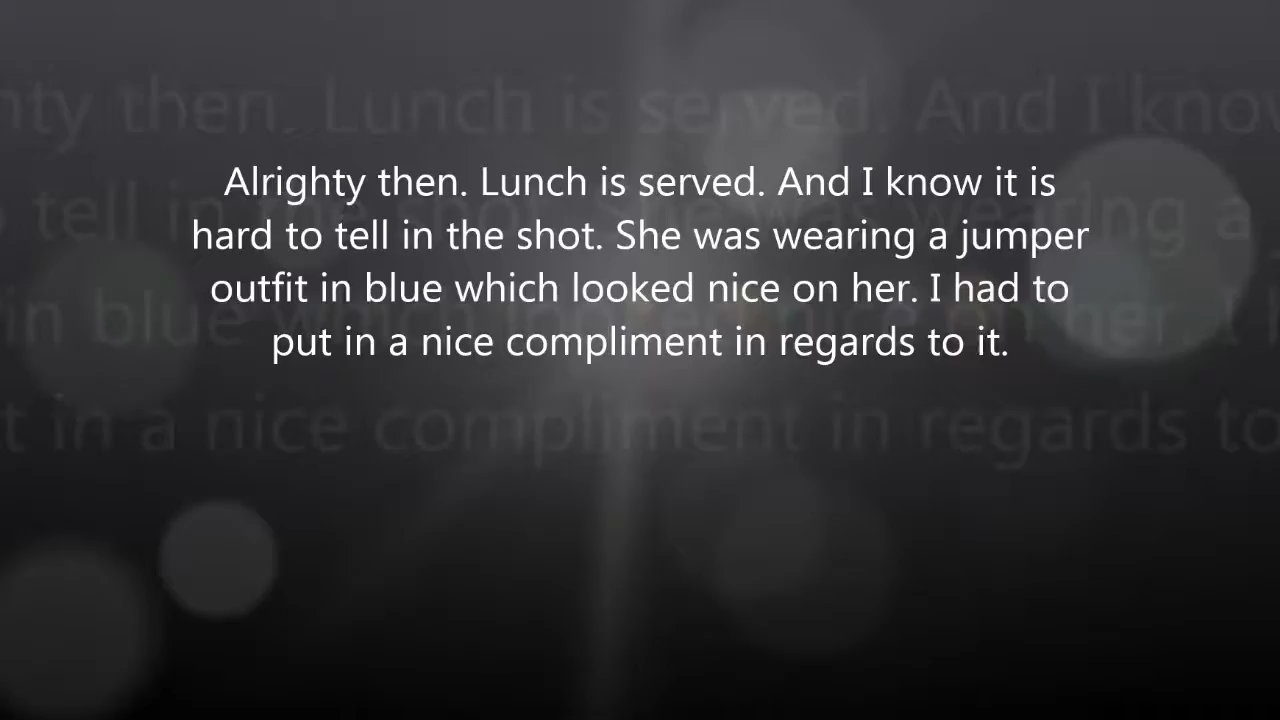 Alrighty then. Lunch is served. And I know it is
hard to tell in the shot. She was wearing a jumper
outfit in blue which looked nice on her. I had to
put in a nice compliment in regards to it.